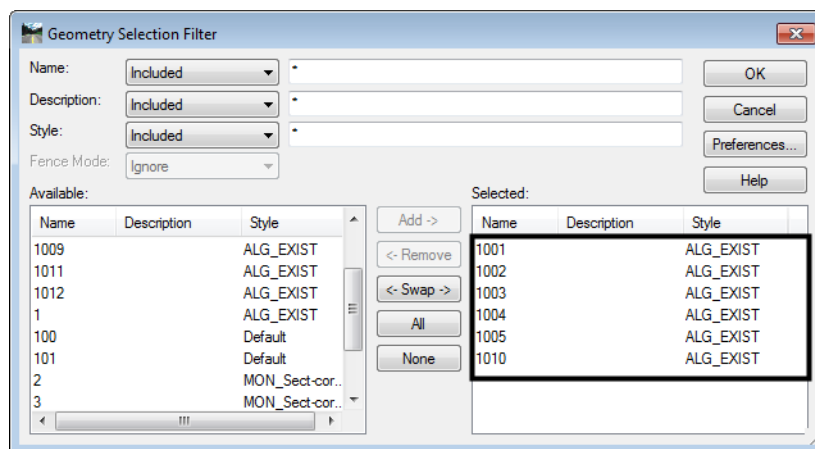 Geometry Selection Filter
Name: Included * OK
Description: Included * Cancel
Style: Included * Preferences...
Fence Mode: Ignore Help
Available: Selected:
Name Description Style Add -> Name Description Style
1009 ALG_EXIST <- Remove 1001 ALG_EXIST
1011 ALG_EXIST 1002 ALG_EXIST
1012 ALG_EXIST <- Swap -> 1003 ALG_EXIST
1 ALG_EXIST All 1004 ALG_EXIST
100 Default 1005 ALG_EXIST
101 Default None 1010 ALG_EXIST
2 MON_Sect-cor..
3 MON_Sect-cor..